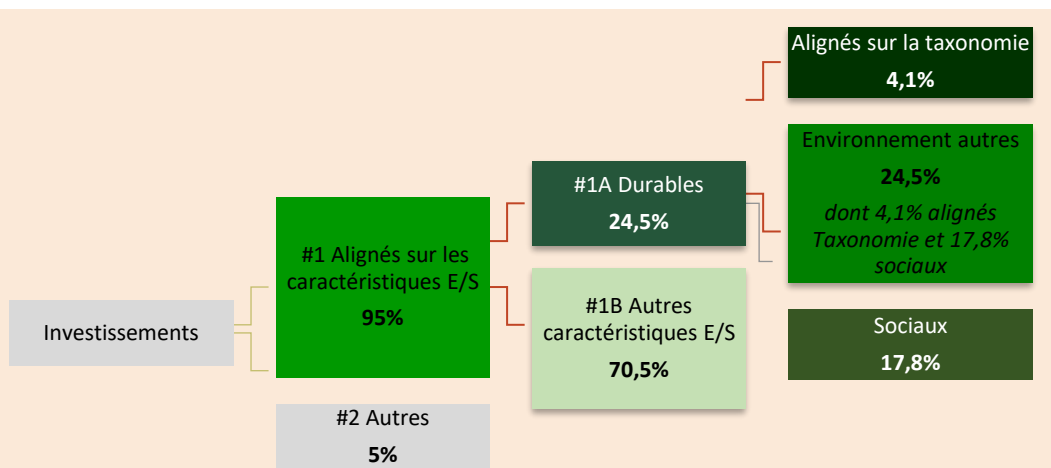 Investissements
#1 Alignés sur les
caractéristiques E/S
95%
#2 Autres
5%
#1A Durables
24,5%
#1B Autres
caractéristiques E/S
70,5%
Alignés sur la taxonomie
4,1%
Environnement autres
24,5%
dont 4,1% alignés
Taxonomie et 17,8%
sociaux
Sociaux
17,8%